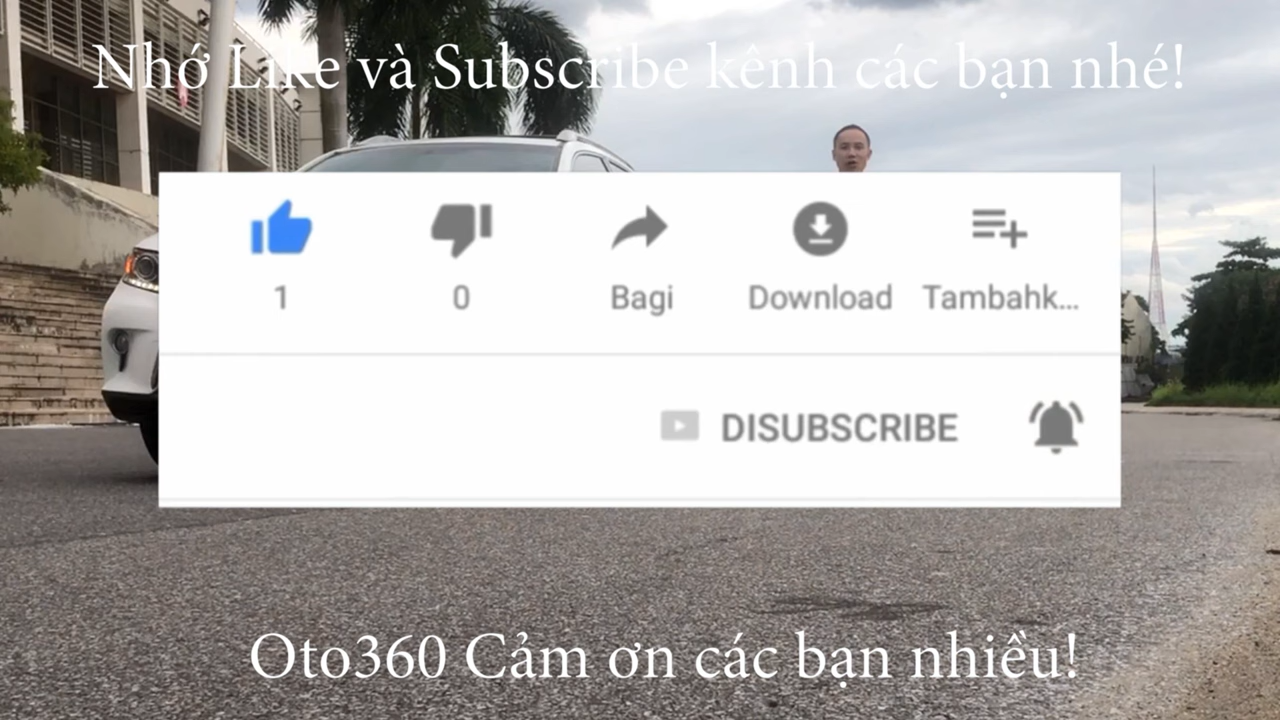 Nhớ Like và Subscribe kênh các bạn nhé!
1 0 Bagi Download Tambahk...
DISUBSCRIBE
Oto360 Cảm ơn các bạn nhiều!